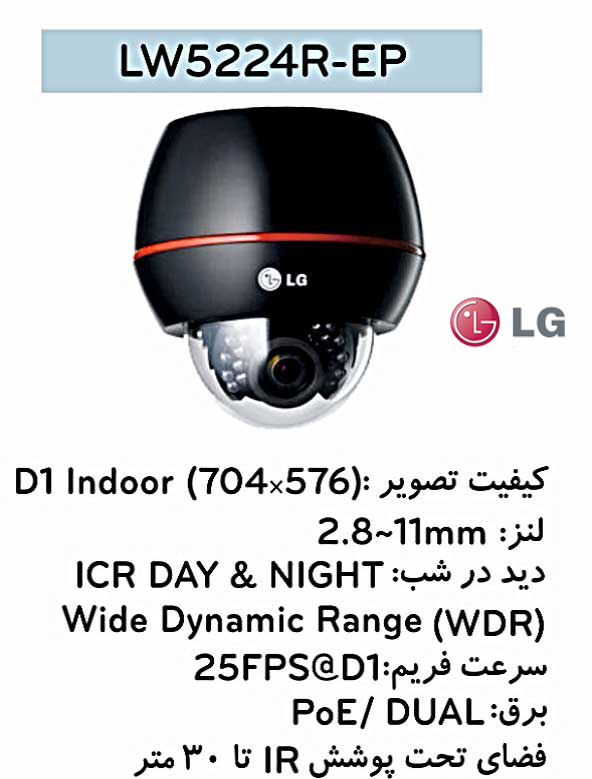 LW5224R-EP
LG
LG
کیفیت تصویر: D1 Indoor (704×576)
لنز: 2.8~11mm
دید در شب: ICR DAY & NIGHT
Wide Dynamic Range (WDR)
سرعت فریم:25FPS@D1
برق: PoE/ DUAL
فضای تحت پوشش IR تا ۳۰ متر